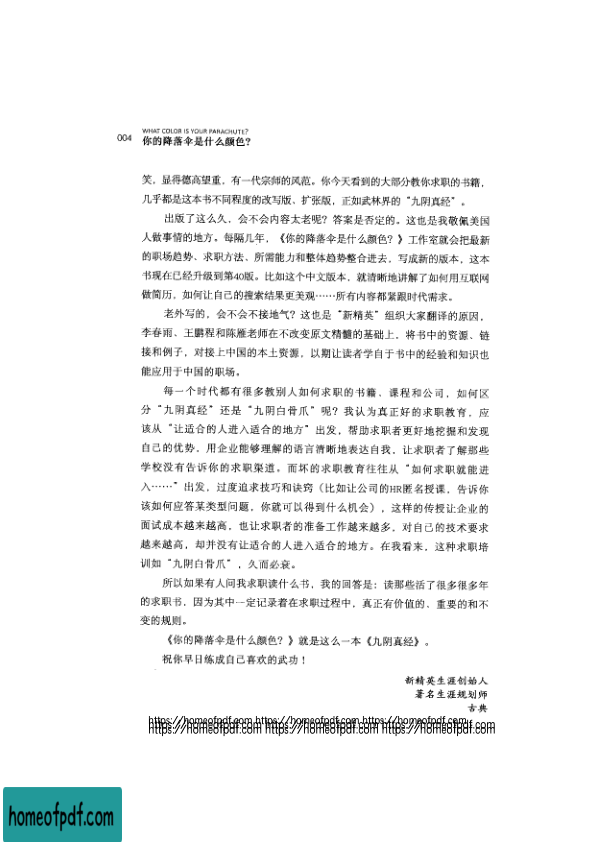 004
WHAT COLOR IS YOUR PARACHUTE?
你的降落伞是什么颜色？
笑，显得德高望重，有一代宗师的风范。你今天看到的大部分教你求职的书籍，
几乎都是这本书不同程度的改写版、扩张版，正如武林界的“九阴真经”。
出版了这么久，会不会内容太老呢？答案是否定的。这也是我敬佩美国
人做事情的地方。每隔几年，《你的降落伞是什么颜色？》工作室就会把最新
的职场趋势、求职方法、所需能力和整体趋势整合进去，写成新的版本，这本
书现在已经升级到第40版。比如这个中文版本，就清晰地讲解了如何用互联网
做简历，如何让自己的搜索结果更美观……所有内容都紧跟时代需求。
老外写的，会不会不接地气？这也是“新精英”组织大家翻译的原因，
李春雨、王鹏程和陈雁老师在不改变原文精髓的基础上，将书中的资源、链
接和例子，对接上中国的本土资源，以期让读者学自于书中的经验和知识也
能应用于中国的职场。
每一个时代都有很多教别人如何求职的书籍、课程和公司，如何区
分“九阴真经”还是“九阴白骨爪”呢？我认为真正好的求职教育，应
该从“让适合的人进入适合的地方”出发，帮助求职者更好地挖掘和发现
自己的优势，用企业能够理解的语言清晰地表达自我，让求职者了解那些
学校没有告诉你的求职渠道。而坏的求职教育往往从“如何求职就能进
入……”出发，过度追求技巧和诀窍（比如让公司的HR匿名授课，告诉你
该如何应答某类型问题，你就可以得到什么机会），这样的传授让企业的
面试成本越来越高，也让求职者的准备工作越来越多，对自己的技术要求
越来越高，却并没有让适合的人进入适合的地方。在我看来，这种求职培
训如“九阴白骨爪”，久而必衰。
所以如果有人问我求职读什么书，我的回答是：读那些活了很多很多年
的求职书，因为其中一定记录着在求职过程中，真正有价值的、重要的和不
变的规则。
《你的降落伞是什么颜色？》就是这么一本《九阴真经》。
祝你早日练成自己喜欢的武功！
新精英生涯创始人
著名生涯规划师
古典
https://homeofpdf.com https://homeofpdf.com https://homeofpdf.com
https://homeofpdf.com https://homeofpdf.com https://homeofpdf.com
homeofpdf.com